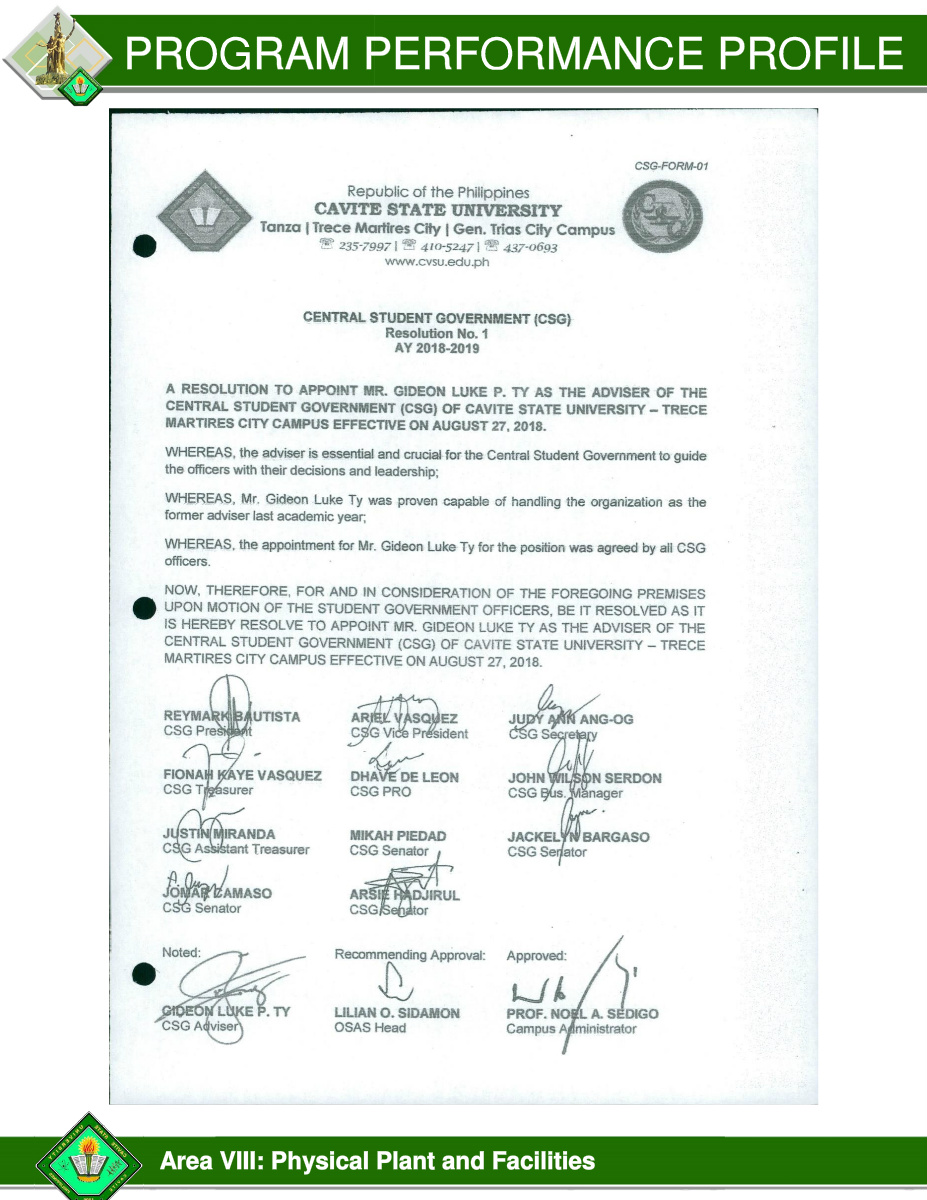 PROGRAM PERFORMANCE PROFILE
CSG-FORM-01
Republic of the Philippines
CAVITE STATE UNIVERSITY
Tanza | Trece Martires City | Gen. Trias City Campus
☏ 235-7997 | ☏ 410-5247 | ☏ 437-0693
www.cvsu.edu.ph
CENTRAL STUDENT GOVERNMENT (CSG)
Resolution No. 1
AY 2018-2019
A RESOLUTION TO APPOINT MR. GIDEON LUKE P. TY AS THE ADVISER OF THE
CENTRAL STUDENT GOVERNMENT (CSG) OF CAVITE STATE UNIVERSITY – TRECE
MARTIRES CITY CAMPUS EFFECTIVE ON AUGUST 27, 2018.
WHEREAS, the adviser is essential and crucial for the Central Student Government to guide
the officers with their decisions and leadership;
WHEREAS, Mr. Gideon Luke Ty was proven capable of handling the organization as the
former adviser last academic year;
WHEREAS, the appointment for Mr. Gideon Luke Ty for the position was agreed by all CSG
officers.
NOW, THEREFORE, FOR AND IN CONSIDERATION OF THE FOREGOING PREMISES
UPON MOTION OF THE STUDENT GOVERNMENT OFFICERS, BE IT RESOLVED AS IT
IS HEREBY RESOLVE TO APPOINT MR. GIDEON LUKE TY AS THE ADVISER OF THE
CENTRAL STUDENT GOVERNMENT (CSG) OF CAVITE STATE UNIVERSITY – TRECE
MARTIRES CITY CAMPUS EFFECTIVE ON AUGUST 27, 2018.
REYMARK BAUTISTA ARIEL VASQUEZ JUDY ANN ANG-OG
CSG President CSG Vice President CSG Secretary
FIONAH KAYE VASQUEZ DHAVE DE LEON JOHN WILSON SERDON
CSG Treasurer CSG PRO CSG Bus. Manager
JUSTIN MIRANDA MIKAH PIEDAD JACKELYN BARGASO
CSG Assistant Treasurer CSG Senator CSG Senator
JOMAR DAMASO ARSIE HADJIRUL
CSG Senator CSG Senator
Noted: Recommending Approval: Approved:
GIDEON LUKE P. TY LILIAN O. SIDAMON PROF. NOEL A. SEDIGO
CSG Adviser OSAS Head Campus Administrator
Area VIII: Physical Plant and Facilities